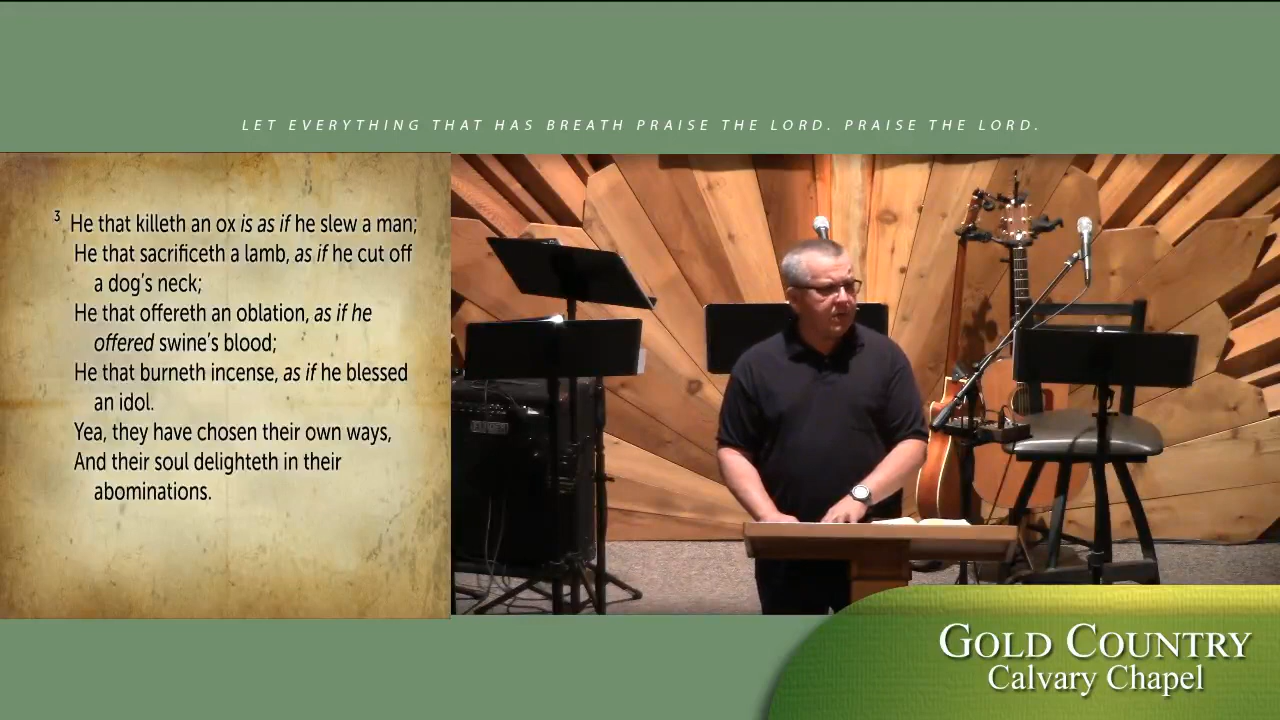 LET EVERYTHING THAT HAS BREATH PRAISE THE LORD. PRAISE THE LORD.
3 He that killeth an ox is as if he slew a man;
He that sacrificeth a lamb, as if he cut off
a dog's neck;
He that offereth an oblation, as if he
offered swine's blood;
He that burneth incense, as if he blessed
an idol.
Yea, they have chosen their own ways,
And their soul delighteth in their
abominations.
GOLD COUNTRY
Calvary Chapel